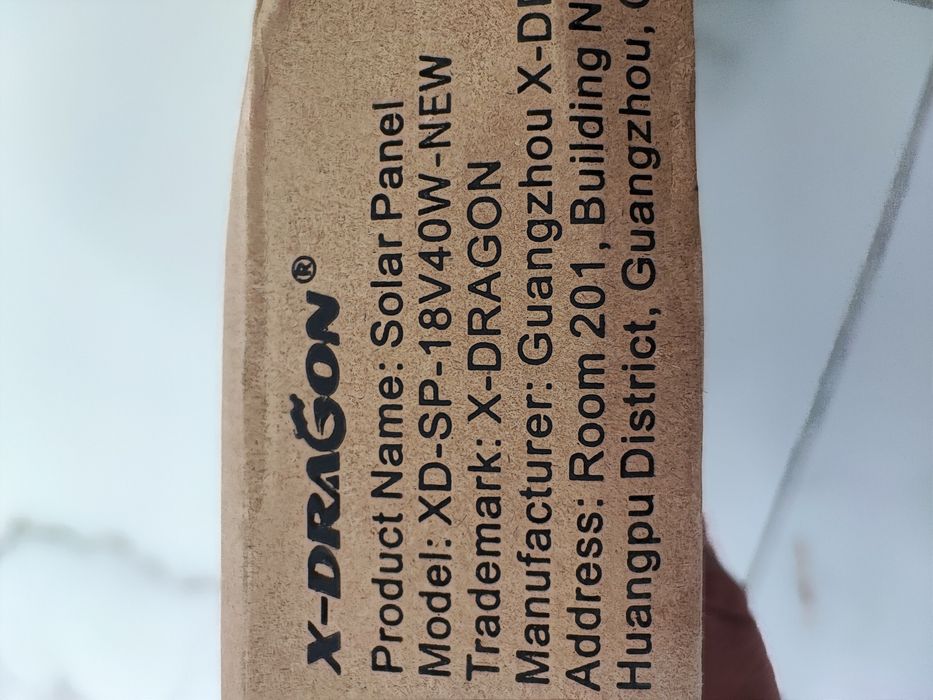 X-DRAGON®
Product Name: Solar Panel
Model: XD-SP-18V40W-NEW
Trademark: X-DRAGON
Manufacturer: Guangzhou
Address: Room 201, Building
Huangpu District, Guangzhou,